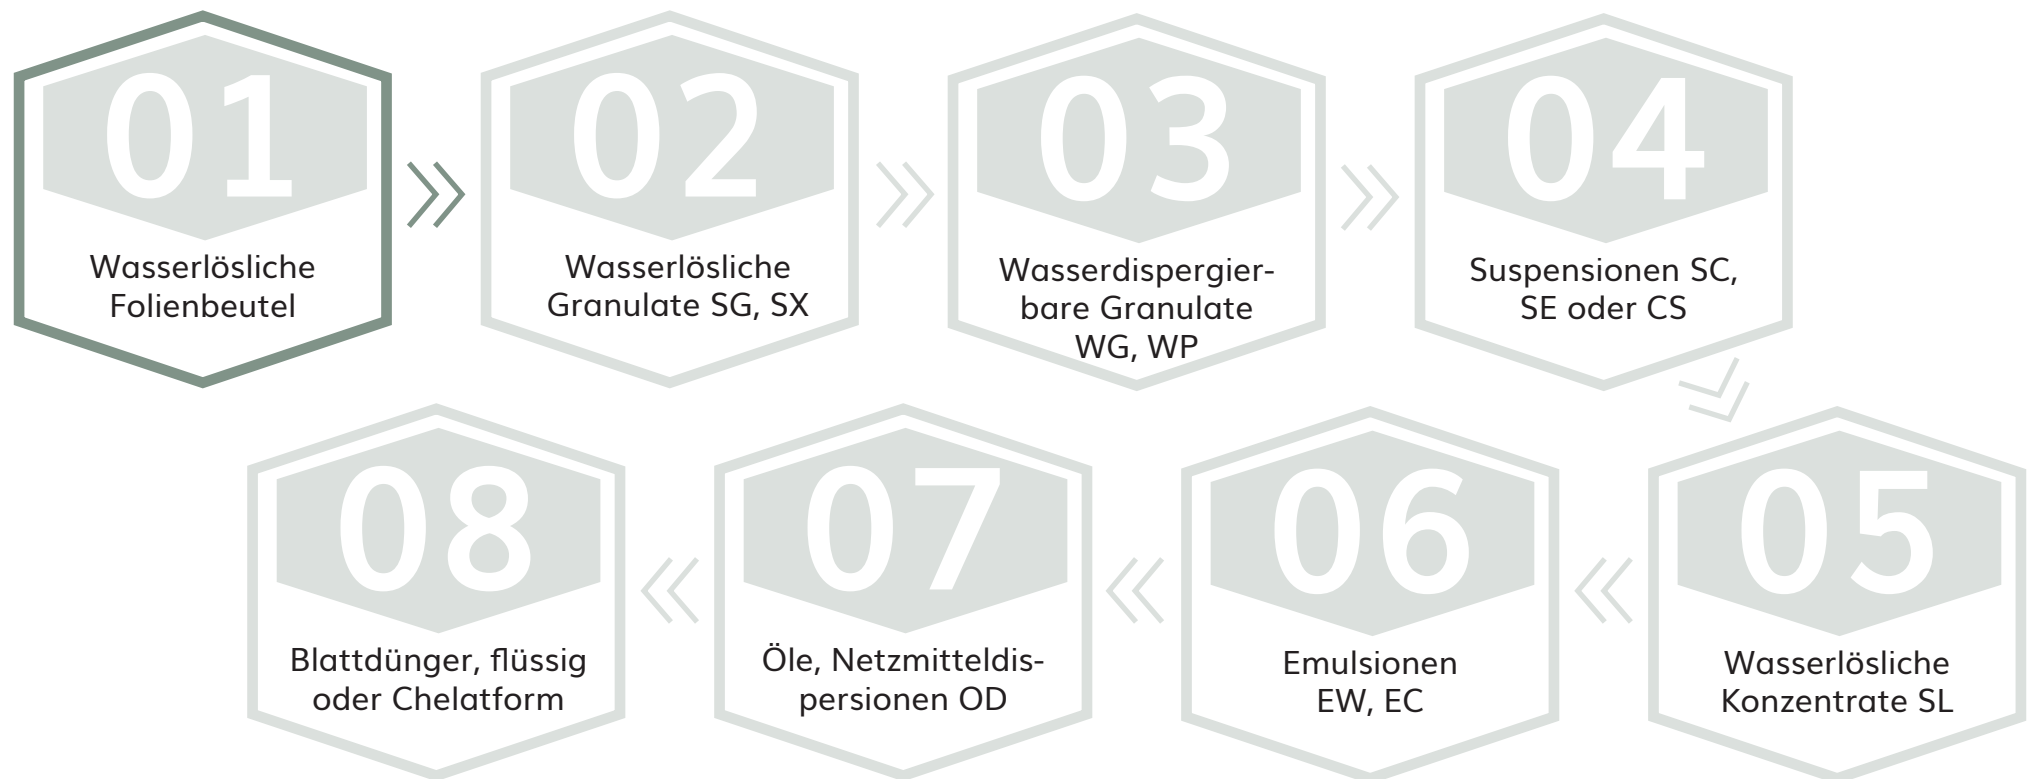 01
Wasserlösliche
Folienbeutel
02
Wasserlösliche
Granulate SG, SX
03
Wasserdispergier-
bare Granulate
WG, WP
04
Suspensionen SC,
SE oder CS
05
Wasserlösliche
Konzentrate SL
06
Emulsionen
EW, EC
07
Öle, Netzmitteldis-
persionen OD
08
Blattdünger, flüssig
oder Chelatform